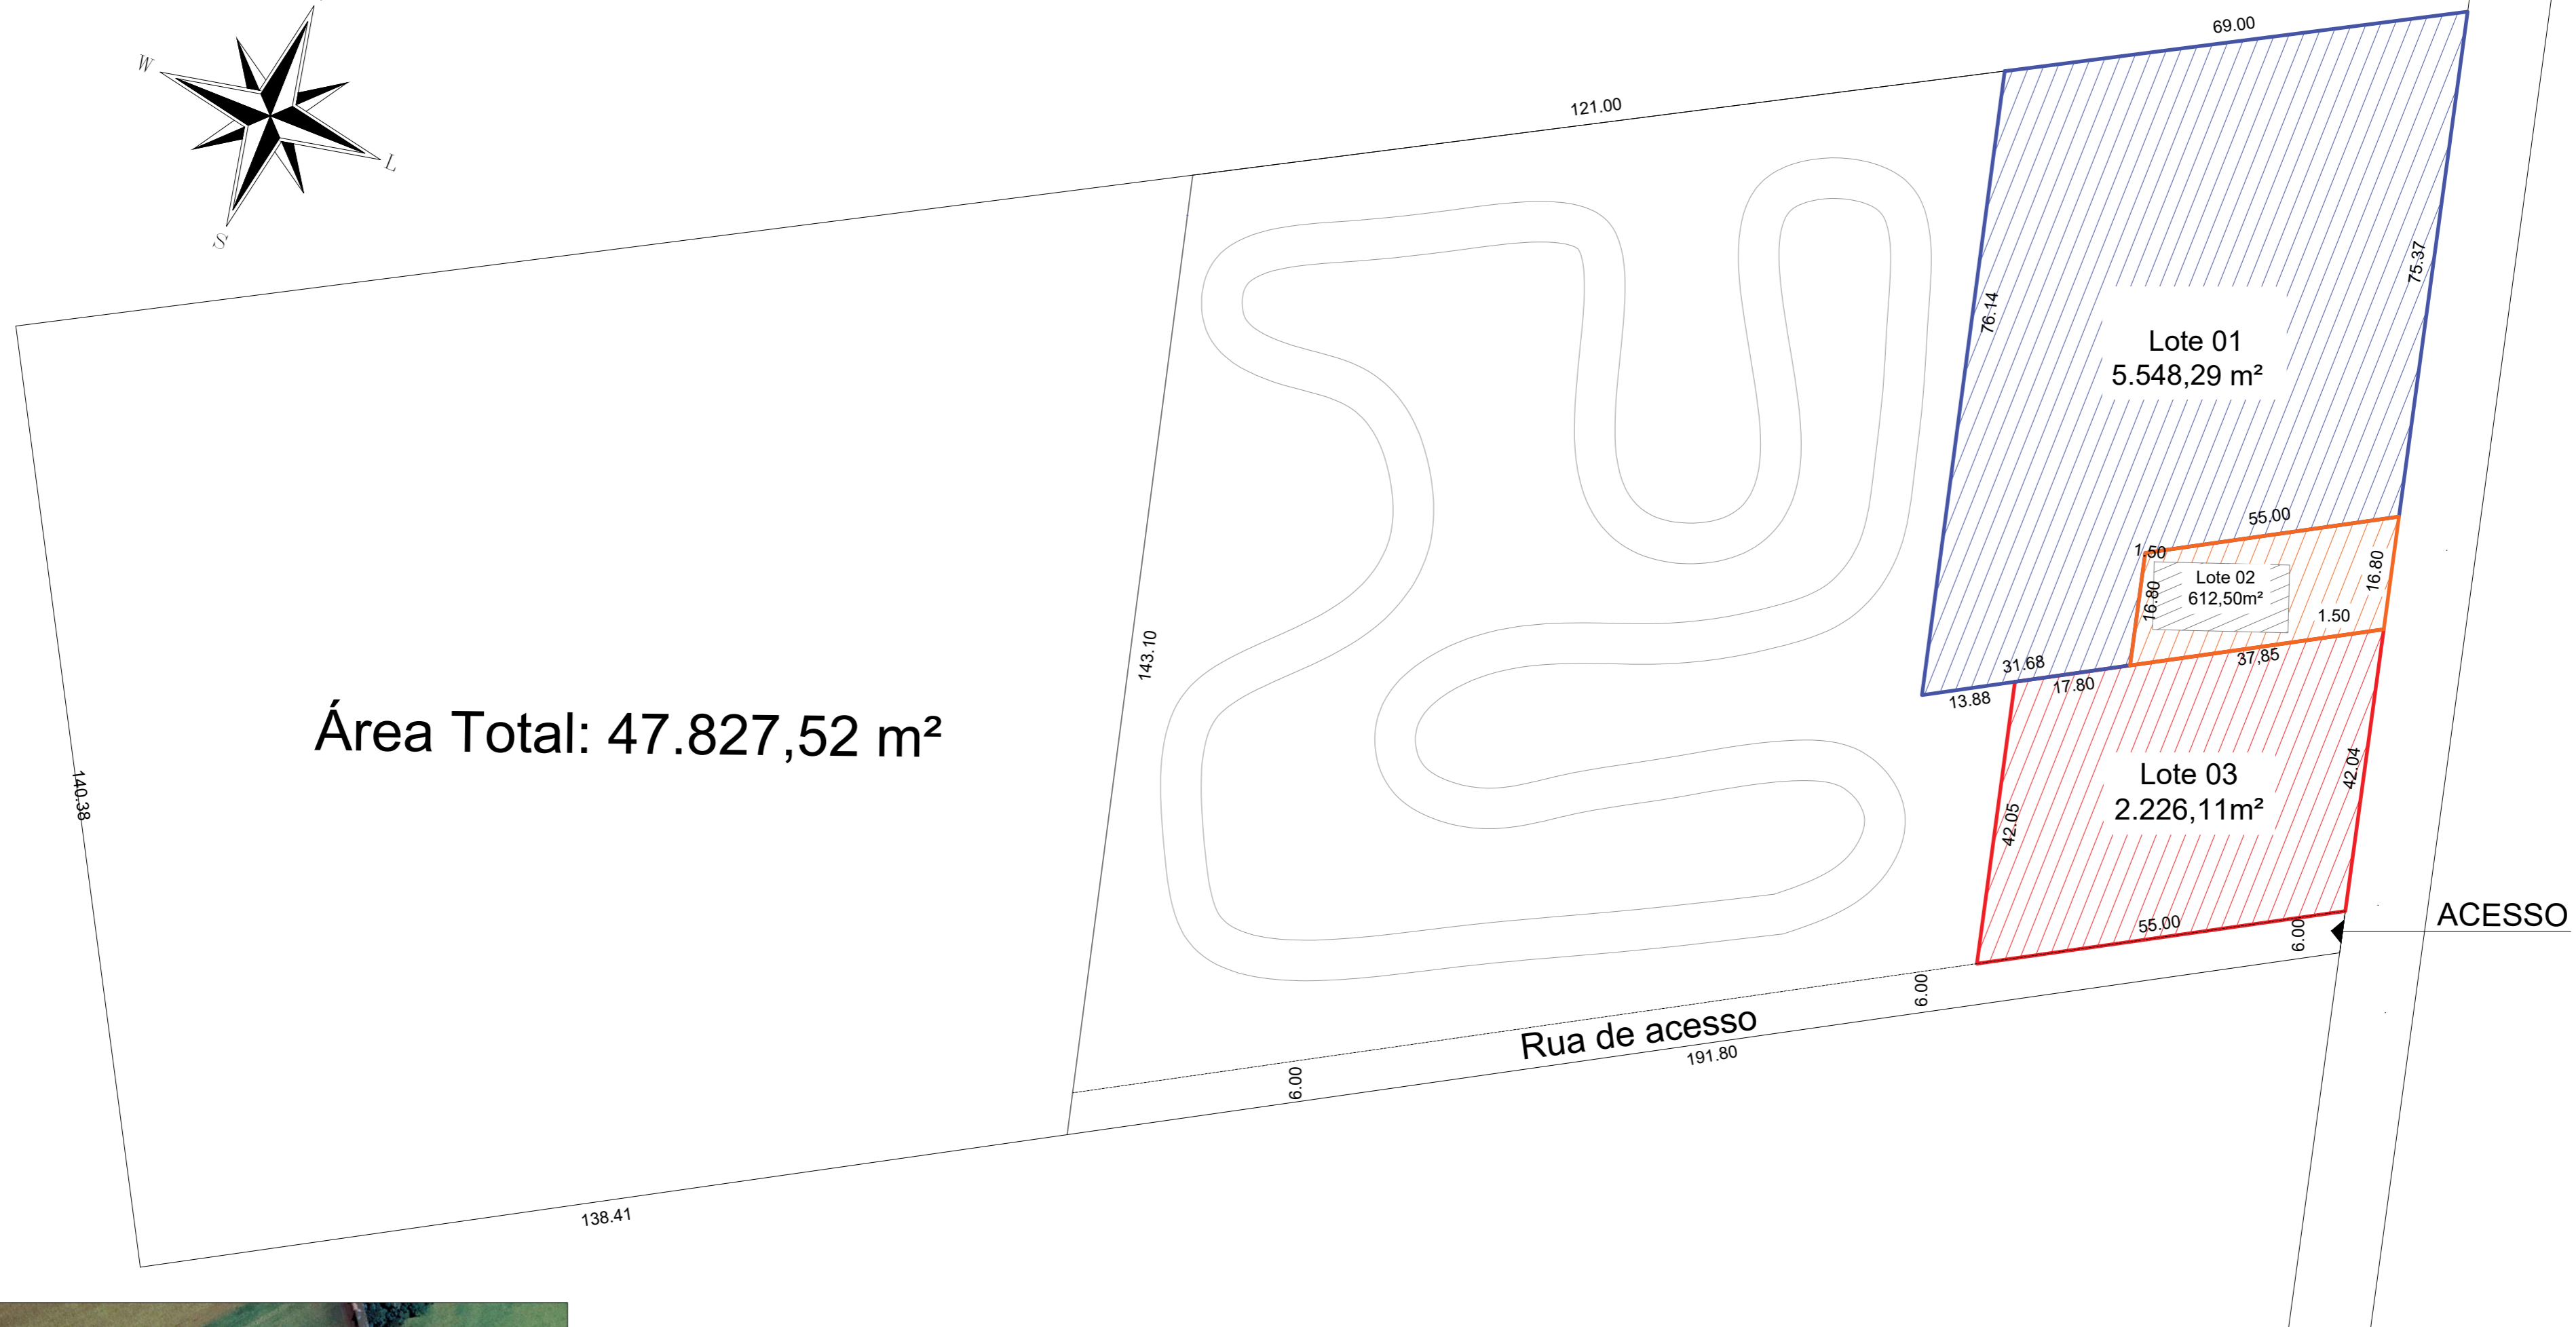 W
L
S
69.00
121.00
76.14
75.37
Lote 01
5.548,29 m²
55.00
1.50
16.80
Lote 02
612,50m²
16.80
1.50
37,85
31.68
17.80
13.88
143.10
Área Total: 47.827,52 m²
140.38
Lote 03
2.226,11m²
42.04
42.05
55.00
6.00
ACESSO
6.00
Rua de acesso
191.80
6.00
138.41